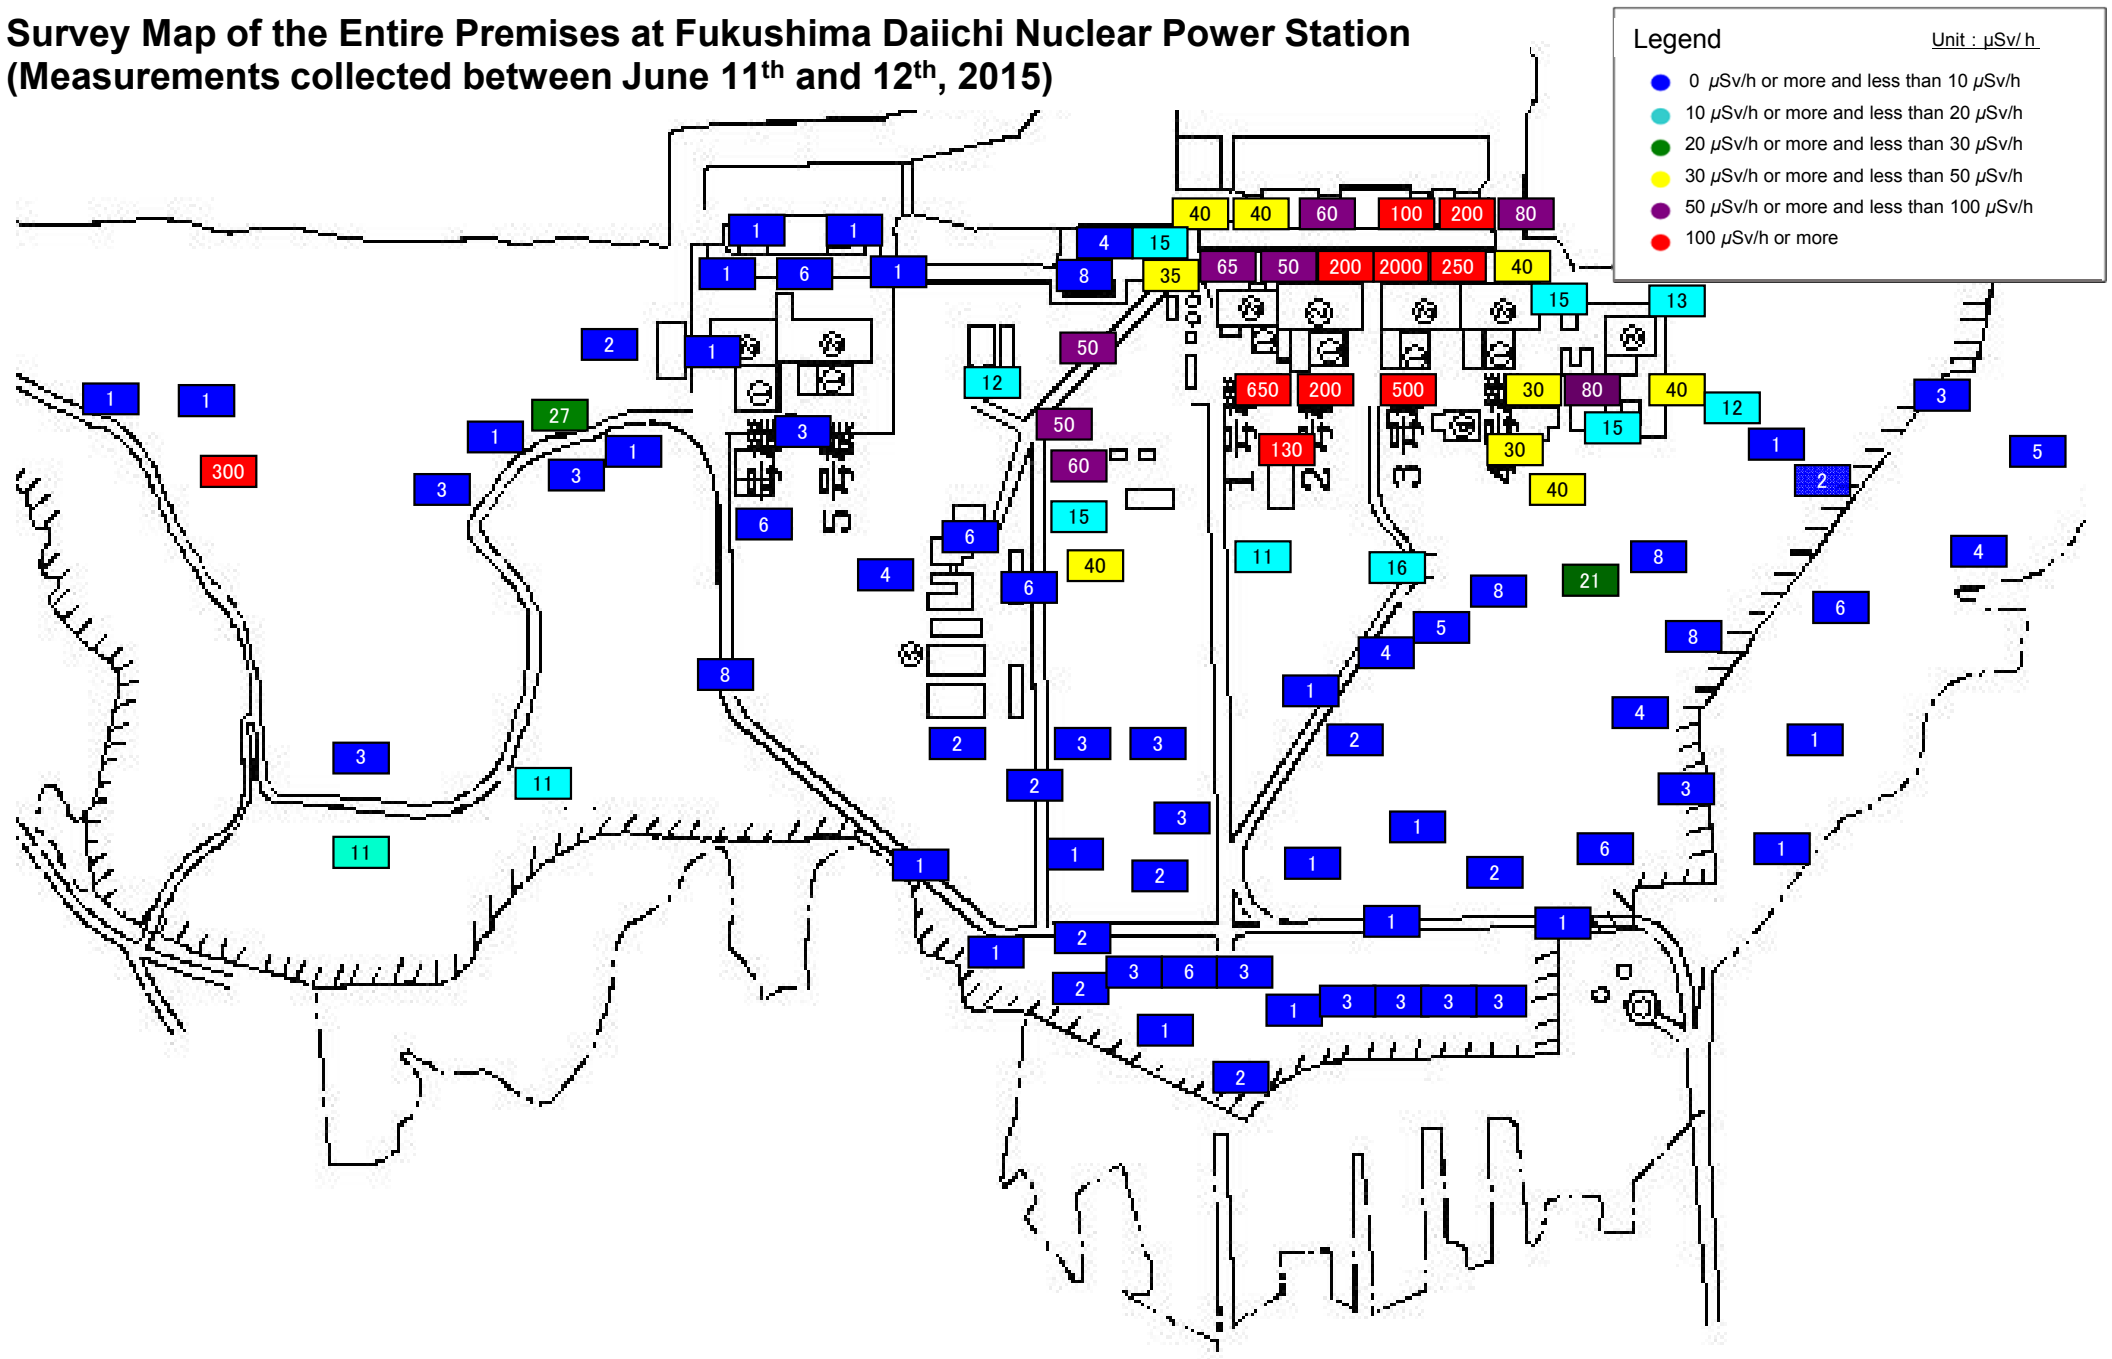 Survey Map of the Entire Premises at Fukushima Daiichi Nuclear Power Station
(Measurements collected between June 11th and 12th, 2015)
Legend
Unit : μSv/ h
0 μSv/h or more and less than 10 μSv/h
10 μSv/h or more and less than 20 μSv/h
20 μSv/h or more and less than 30 μSv/h
30 μSv/h or more and less than 50 μSv/h
50 μSv/h or more and less than 100 μSv/h
100 μSv/h or more
40 40 60 100 200 80
1 1 4 15
1 6 1 8 35 65 50 200 2000 250 40
15 13
2 1 50
12 650 200 500 30 80 40
1 1 12 3
27 50 15
1 3 1 130 30 1 5
300 3 3 60
40 2
6 15
6
11 8 4
4 6 40 16 21
8 6
5 8
4
8 1
4
2 3 3 2 1
3 11 2 3
3 1
11 1 1 6 1
1 2 2
1 1
1 2
3 6 3
2 1 3 3 3 3
1
2